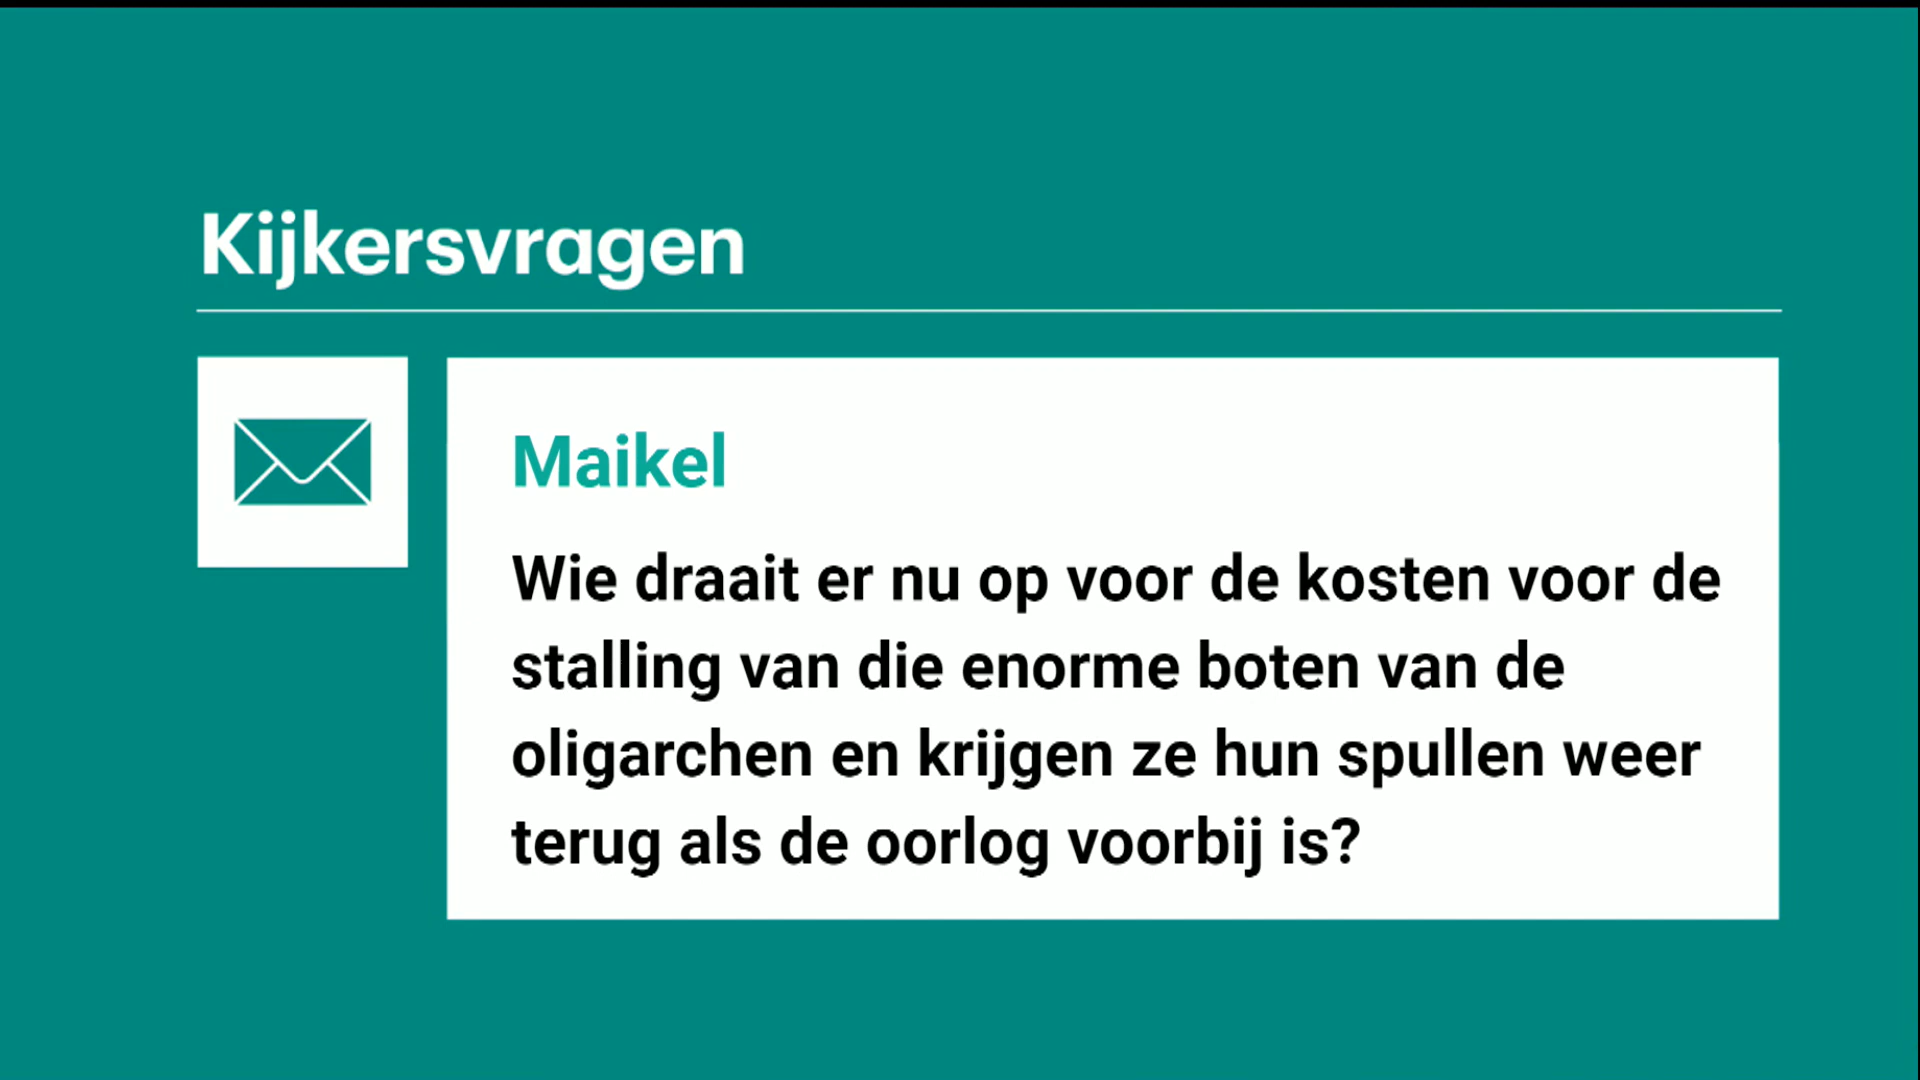 Kijkersvragen
Maikel
Wie draait er nu op voor de kosten voor de
stalling van die enorme boten van de
oligarchen en krijgen ze hun spullen weer
terug als de oorlog voorbij is?